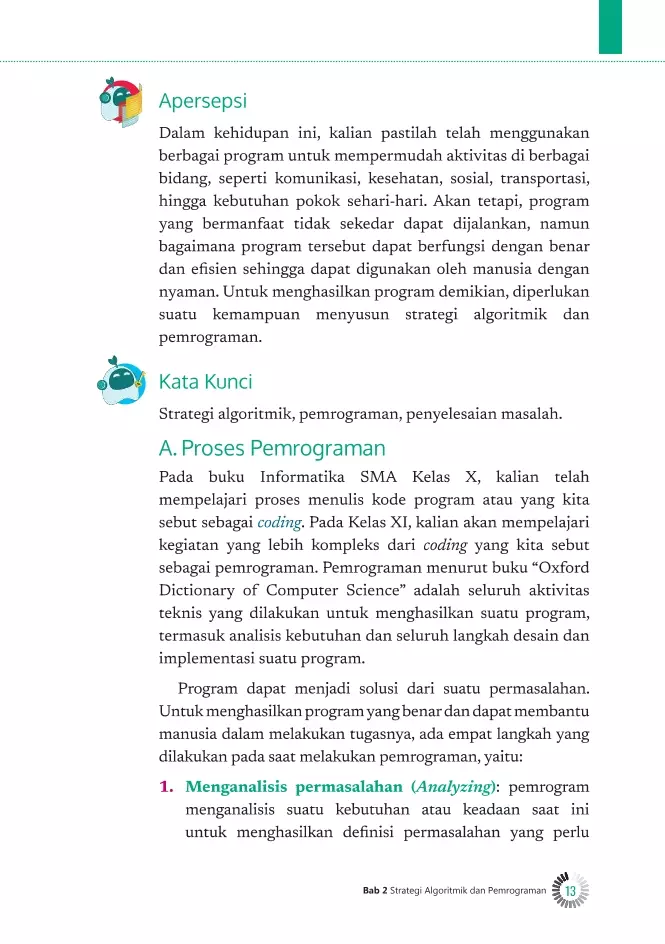 Apersepsi
Dalam kehidupan ini, kalian pastilah telah menggunakan
berbagai program untuk mempermudah aktivitas di berbagai
bidang, seperti komunikasi, kesehatan, sosial, transportasi,
hingga kebutuhan pokok sehari-hari. Akan tetapi, program
yang bermanfaat tidak sekedar dapat dijalankan, namun
bagaimana program tersebut dapat berfungsi dengan benar
dan efisien sehingga dapat digunakan oleh manusia dengan
nyaman. Untuk menghasilkan program demikian, diperlukan
suatu kemampuan menyusun strategi algoritmik dan
pemrograman.
Kata Kunci
Strategi algoritmik, pemrograman, penyelesaian masalah.
A. Proses Pemrograman
Pada buku Informatika SMA Kelas X, kalian telah
mempelajari proses menulis kode program atau yang kita
sebut sebagai coding. Pada Kelas XI, kalian akan mempelajari
kegiatan yang lebih kompleks dari coding yang kita sebut
sebagai pemrograman. Pemrograman menurut buku “Oxford
Dictionary of Computer Science” adalah seluruh aktivitas
teknis yang dilakukan untuk menghasilkan suatu program,
termasuk analisis kebutuhan dan seluruh langkah desain dan
implementasi suatu program.
Program dapat menjadi solusi dari suatu permasalahan.
Untuk menghasilkan program yang benar dan dapat membantu
manusia dalam melakukan tugasnya, ada empat langkah yang
dilakukan pada saat melakukan pemrograman, yaitu:
1. Menganalisis permasalahan (Analyzing): pemrogram
menganalisis suatu kebutuhan atau keadaan saat ini
untuk menghasilkan definisi permasalahan yang perlu
Bab 2 Strategi Algoritmik dan Pemrograman 13